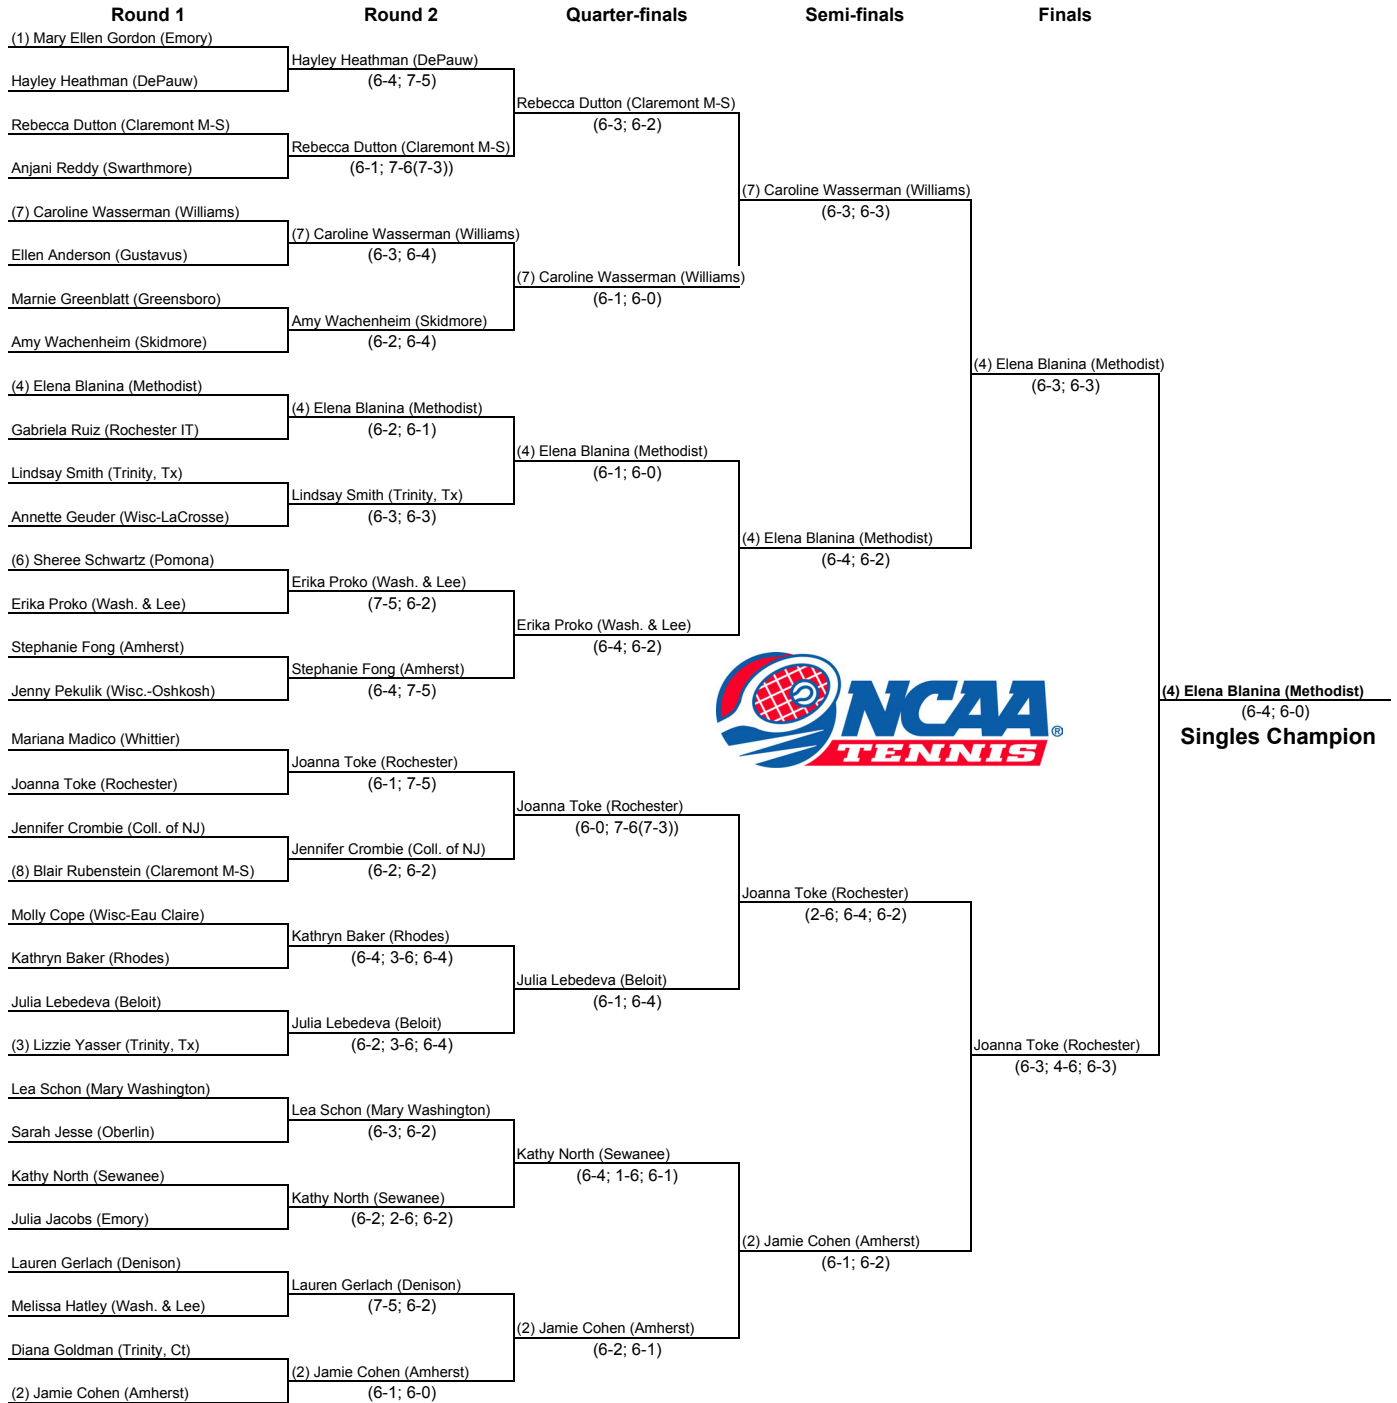 Round 1
Round 2
Quarter-finals
Semi-finals
Finals
(1) Mary Ellen Gordon (Emory)
Hayley Heathman (DePauw)
Rebecca Dutton (Claremont M-S)
Anjani Reddy (Swarthmore)
(7) Caroline Wasserman (Williams)
Ellen Anderson (Gustavus)
Marnie Greenblatt (Greensboro)
Amy Wachenheim (Skidmore)
(4) Elena Blanina (Methodist)
Gabriela Ruiz (Rochester IT)
Lindsay Smith (Trinity, Tx)
Annette Geuder (Wisc-LaCrosse)
(6) Sheree Schwartz (Pomona)
Erika Proko (Wash. & Lee)
Stephanie Fong (Amherst)
Jenny Pekulik (Wisc.-Oshkosh)
Mariana Madico (Whittier)
Joanna Toke (Rochester)
Jennifer Crombie (Coll. of NJ)
(8) Blair Rubenstein (Claremont M-S)
Molly Cope (Wisc-Eau Claire)
Kathryn Baker (Rhodes)
Julia Lebedeva (Beloit)
(3) Lizzie Yasser (Trinity, Tx)
Lea Schon (Mary Washington)
Sarah Jesse (Oberlin)
Kathy North (Sewanee)
Julia Jacobs (Emory)
Lauren Gerlach (Denison)
Melissa Hatley (Wash. & Lee)
Diana Goldman (Trinity, Ct)
(2) Jamie Cohen (Amherst)
Hayley Heathman (DePauw)
(6-4; 7-5)
Rebecca Dutton (Claremont M-S)
(6-1; 7-6(7-3))
(7) Caroline Wasserman (Williams)
(6-3; 6-4)
Amy Wachenheim (Skidmore)
(6-2; 6-4)
(4) Elena Blanina (Methodist)
(6-2; 6-1)
Lindsay Smith (Trinity, Tx)
(6-3; 6-3)
Erika Proko (Wash. & Lee)
(7-5; 6-2)
Stephanie Fong (Amherst)
(6-4; 7-5)
Joanna Toke (Rochester)
(6-1; 7-5)
Jennifer Crombie (Coll. of NJ)
(6-2; 6-2)
Kathryn Baker (Rhodes)
(6-4; 3-6; 6-4)
Julia Lebedeva (Beloit)
(6-2; 3-6; 6-4)
Lea Schon (Mary Washington)
(6-3; 6-2)
Kathy North (Sewanee)
(6-2; 2-6; 6-2)
Lauren Gerlach (Denison)
(7-5; 6-2)
(2) Jamie Cohen (Amherst)
(6-1; 6-0)
Rebecca Dutton (Claremont M-S)
(6-3; 6-2)
(7) Caroline Wasserman (Williams)
(6-1; 6-0)
(4) Elena Blanina (Methodist)
(6-1; 6-0)
Erika Proko (Wash. & Lee)
(6-4; 6-2)
Joanna Toke (Rochester)
(6-0; 7-6(7-3))
Julia Lebedeva (Beloit)
(6-1; 6-4)
Kathy North (Sewanee)
(6-4; 1-6; 6-1)
(2) Jamie Cohen (Amherst)
(6-2; 6-1)
(7) Caroline Wasserman (Williams)
(6-3; 6-3)
(4) Elena Blanina (Methodist)
(6-4; 6-2)
NCAA®
TENNIS
Joanna Toke (Rochester)
(2-6; 6-4; 6-2)
(2) Jamie Cohen (Amherst)
(6-1; 6-2)
(4) Elena Blanina (Methodist)
(6-3; 6-3)
Joanna Toke (Rochester)
(6-3; 4-6; 6-3)
(4) Elena Blanina (Methodist)
(6-4; 6-0)
Singles Champion